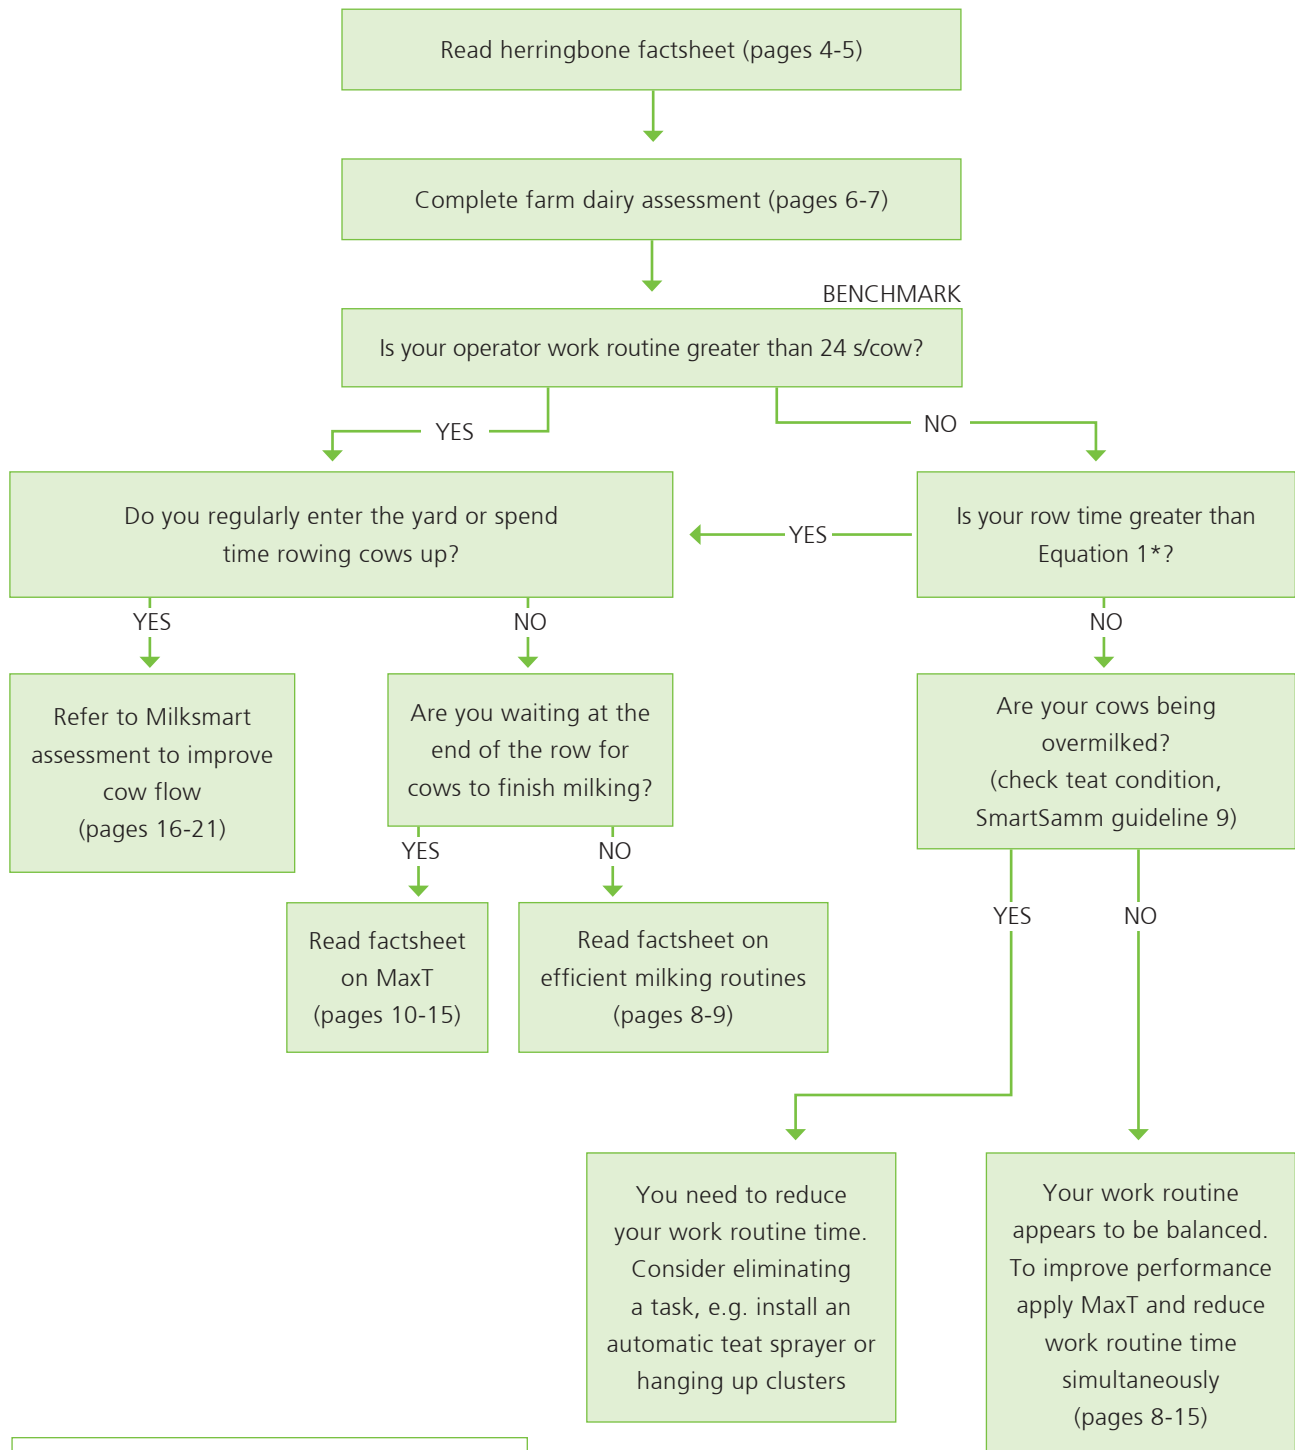 Read herringbone factsheet (pages 4-5)
Complete farm dairy assessment (pages 6-7)
BENCHMARK
Is your operator work routine greater than 24 s/cow?
YES
NO
Do you regularly enter the yard or spend
time rowing cows up?
YES
Is your row time greater than
Equation 1*?
YES
NO
NO
Refer to Milksmart
assessment to improve
cow flow
(pages 16-21)
Are you waiting at the
end of the row for
cows to finish milking?
Are your cows being
overmilked?
(check teat condition,
SmartSamm guideline 9)
YES
NO
YES
NO
Read factsheet
on MaxT
(pages 10-15)
Read factsheet on
efficient milking routines
(pages 8-9)
You need to reduce
your work routine time.
Consider eliminating
a task, e.g. install an
automatic teat sprayer or
hanging up clusters
Your work routine
appears to be balanced.
To improve performance
apply MaxT and reduce
work routine time
simultaneously
(pages 8-15)